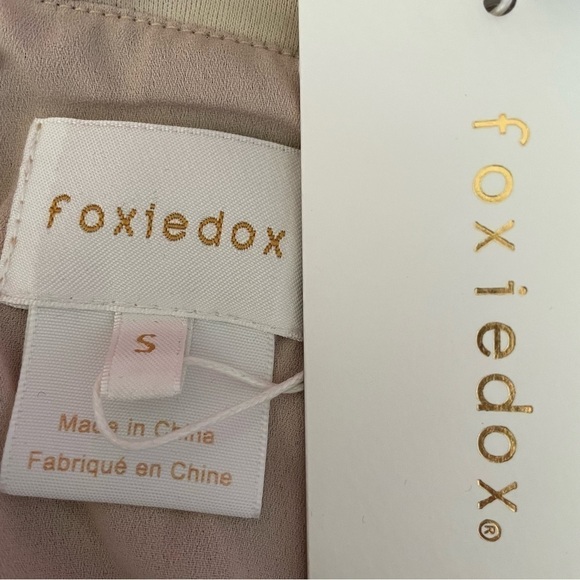 foxiedox
S
Made in China
Fabriqué en Chine
foxiedox®